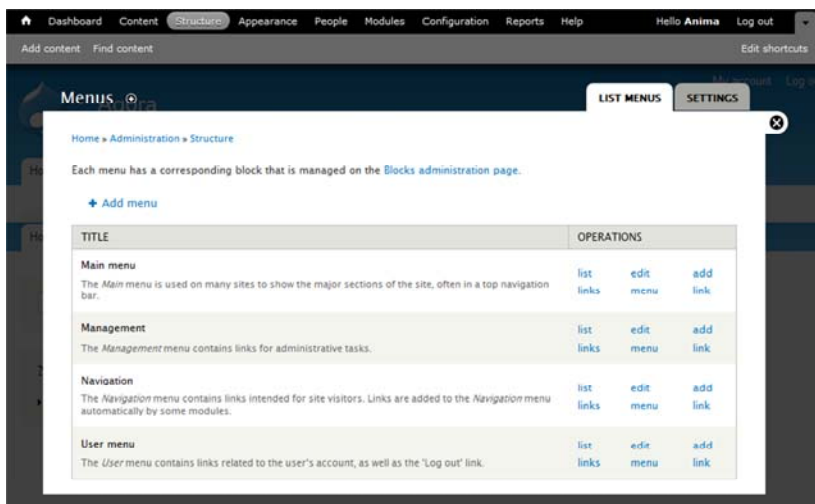 Dashboard Content Structure Appearance People Modules Configuration Reports Help Hello Anima Log out
Add content Find content Edit shortcuts
My account Log o
Agora
Menus LIST MENUS SETTINGS
Home » Administration » Structure
Each menu has a corresponding block that is managed on the Blocks administration page.
+ Add menu
TITLE OPERATIONS
Main menu
The Main menu is used on many sites to show the major sections of the site, often in a top navigation
bar.
list edit add
links menu link
Management
The Management menu contains links for administrative tasks.
list edit add
links menu link
Navigation
The Navigation menu contains links intended for site visitors. Links are added to the Navigation menu
automatically by some modules.
list edit add
links menu link
User menu
The User menu contains links related to the user's account, as well as the 'Log out' link.
list edit add
links menu link